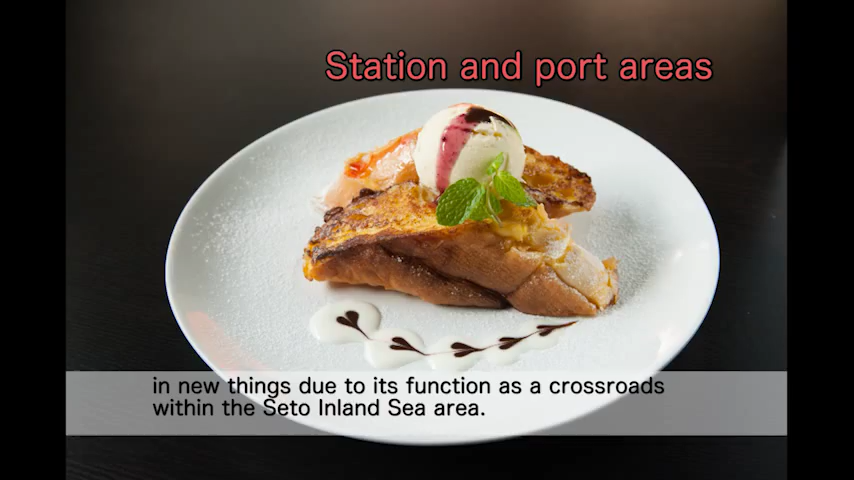 Station and port areas
in new things due to its function as a crossroads
within the Seto Inland Sea area.